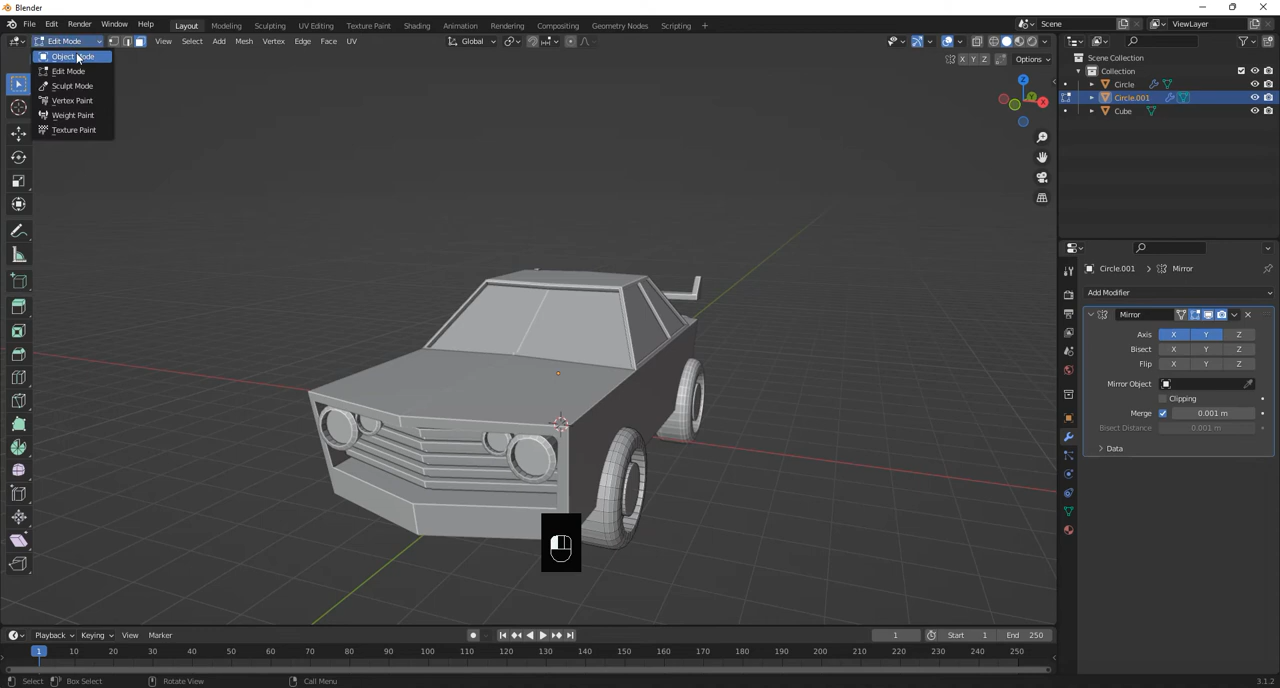 Blender
File Edit Render Window Help Layout Modeling Sculpting UV Editing Texture Paint Shading Animation Rendering Compositing Geometry Nodes Scripting + Scene ViewLayer
Edit Mode View Select Add Mesh Vertex Edge Face UV Global
Object Mode
Edit Mode
Sculpt Mode
Vertex Paint
Weight Paint
Texture Paint
X Y Z Options
Z
Y
X
Scene Collection
Collection
Circle
Circle.001
Cube
Circle.001 > Mirror
Add Modifier
Mirror
Axis X Y Z
Bisect X Y Z
Flip X Y Z
Mirror Object
Clipping
Merge 0.001 m
Bisect Distance 0.001 m
Data
Playback Keying View Marker 1 Start 1 End 250
1 10 20 30 40 50 60 70 80 90 100 110 120 130 140 150 160 170 180 190 200 210 220 230 240 250
Select Box Select Rotate View Call Menu 3.1.2